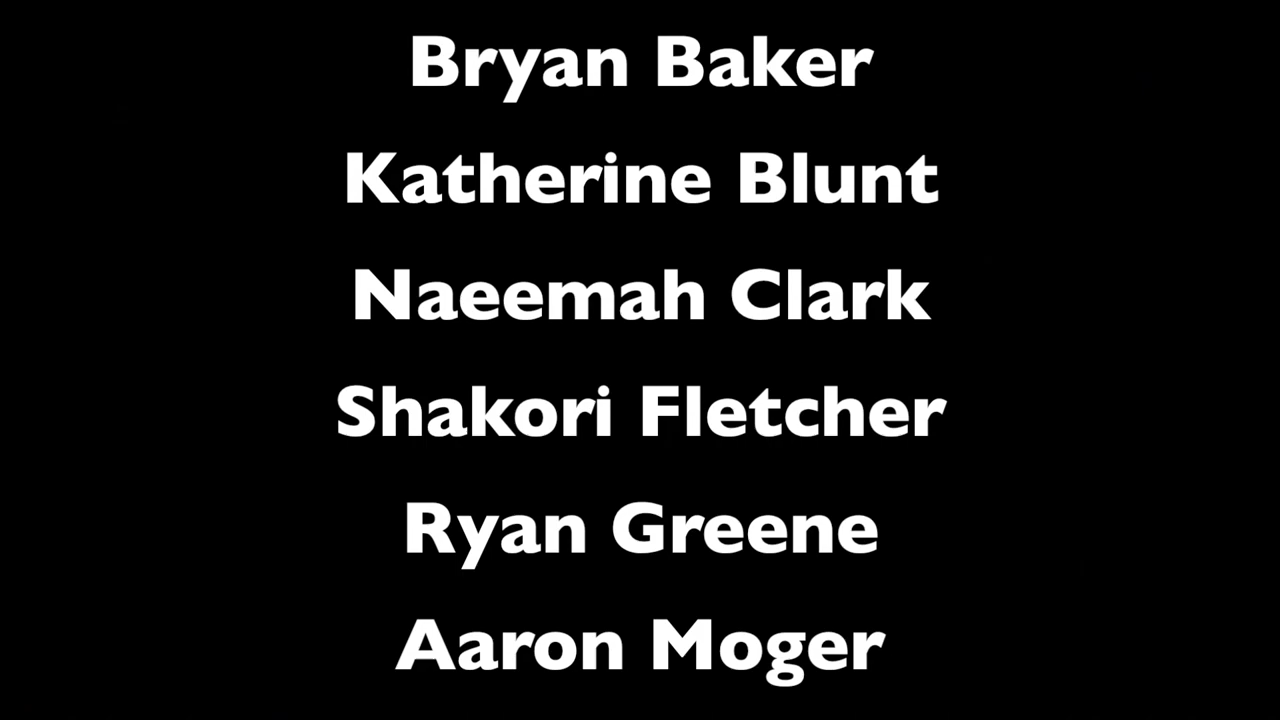 Bryan Baker
Katherine Blunt
Naeemah Clark
Shakori Fletcher
Ryan Greene
Aaron Moger